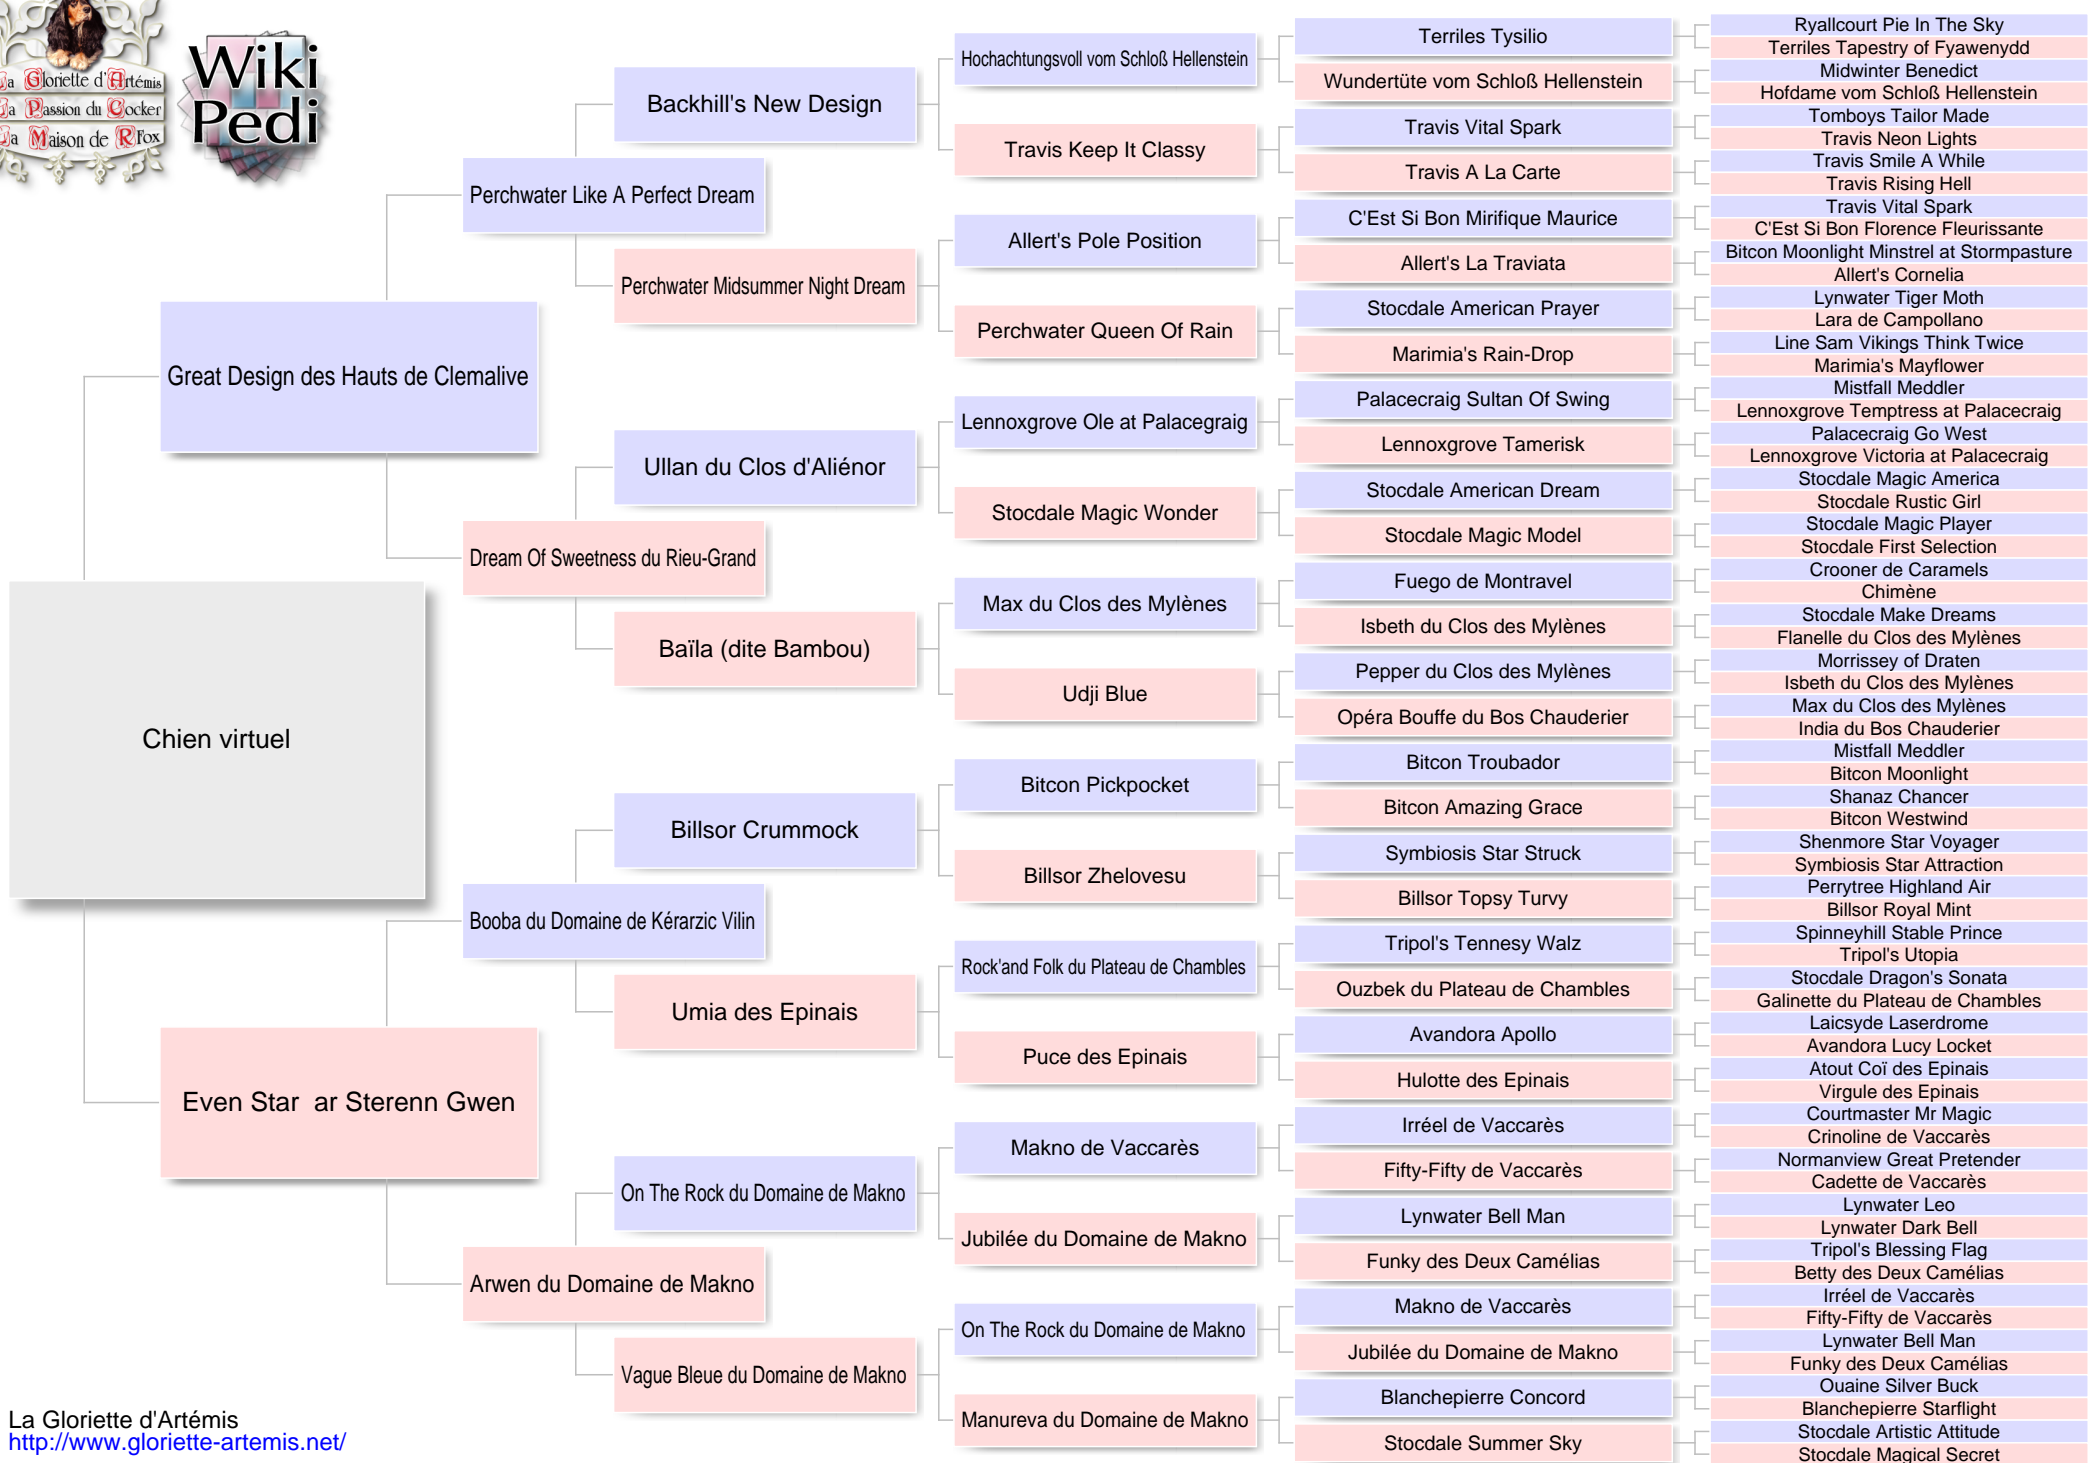 La Gloriette d'Artémis
La Passion du Cocker
La Maison de R'Fox
Wiki
Pedi
Chien virtuel
Great Design des Hauts de Clemalive
Even Star  ar Sterenn Gwen
Perchwater Like A Perfect Dream
Dream Of Sweetness du Rieu-Grand
Booba du Domaine de Kérarzic Vilin
Arwen du Domaine de Makno
Backhill's New Design
Perchwater Midsummer Night Dream
Ullan du Clos d'Aliénor
Baïla (dite Bambou)
Billsor Crummock
Umia des Epinais
On The Rock du Domaine de Makno
Vague Bleue du Domaine de Makno
Hochachtungsvoll vom Schloß Hellenstein
Travis Keep It Classy
Allert's Pole Position
Perchwater Queen Of Rain
Lennoxgrove Ole at Palacegraig
Stocdale Magic Wonder
Max du Clos des Mylènes
Udji Blue
Bitcon Pickpocket
Billsor Zhelovesu
Rock'and Folk du Plateau de Chambles
Puce des Epinais
Makno de Vaccarès
Jubilée du Domaine de Makno
On The Rock du Domaine de Makno
Manureva du Domaine de Makno
Terriles Tysilio
Wundertüte vom Schloß Hellenstein
Travis Vital Spark
Travis A La Carte
C'Est Si Bon Mirifique Maurice
Allert's La Traviata
Stocdale American Prayer
Marimia's Rain-Drop
Palacecraig Sultan Of Swing
Lennoxgrove Tamerisk
Stocdale American Dream
Stocdale Magic Model
Fuego de Montravel
Isbeth du Clos des Mylènes
Pepper du Clos des Mylènes
Opéra Bouffe du Bos Chauderier
Bitcon Troubador
Bitcon Amazing Grace
Symbiosis Star Struck
Billsor Topsy Turvy
Tripol's Tennesy Walz
Ouzbek du Plateau de Chambles
Avandora Apollo
Hulotte des Epinais
Irréel de Vaccarès
Fifty-Fifty de Vaccarès
Lynwater Bell Man
Funky des Deux Camélias
Makno de Vaccarès
Jubilée du Domaine de Makno
Blanchepierre Concord
Stocdale Summer Sky
Ryallcourt Pie In The Sky
Terriles Tapestry of Fyawenydd
Midwinter Benedict
Hofdame vom Schloß Hellenstein
Tomboys Tailor Made
Travis Neon Lights
Travis Smile A While
Travis Rising Hell
Travis Vital Spark
C'Est Si Bon Florence Fleurissante
Bitcon Moonlight Minstrel at Stormpasture
Allert's Cornelia
Lynwater Tiger Moth
Lara de Campollano
Line Sam Vikings Think Twice
Marimia's Mayflower
Mistfall Meddler
Lennoxgrove Temptress at Palacecraig
Palacecraig Go West
Lennoxgrove Victoria at Palacecraig
Stocdale Magic America
Stocdale Rustic Girl
Stocdale Magic Player
Stocdale First Selection
Crooner de Caramels
Chimène
Stocdale Make Dreams
Flanelle du Clos des Mylènes
Morrissey of Draten
Isbeth du Clos des Mylènes
Max du Clos des Mylènes
India du Bos Chauderier
Mistfall Meddler
Bitcon Moonlight
Shanaz Chancer
Bitcon Westwind
Shenmore Star Voyager
Symbiosis Star Attraction
Perrytree Highland Air
Billsor Royal Mint
Spinneyhill Stable Prince
Tripol's Utopia
Stocdale Dragon's Sonata
Galinette du Plateau de Chambles
Laicsyde Laserdrome
Avandora Lucy Locket
Atout Coï des Epinais
Virgule des Epinais
Courtmaster Mr Magic
Crinoline de Vaccarès
Normanview Great Pretender
Cadette de Vaccarès
Lynwater Leo
Lynwater Dark Bell
Tripol's Blessing Flag
Betty des Deux Camélias
Irréel de Vaccarès
Fifty-Fifty de Vaccarès
Lynwater Bell Man
Funky des Deux Camélias
Ouaine Silver Buck
Blanchepierre Starflight
Stocdale Artistic Attitude
Stocdale Magical Secret
La Gloriette d'Artémis
http://www.gloriette-artemis.net/